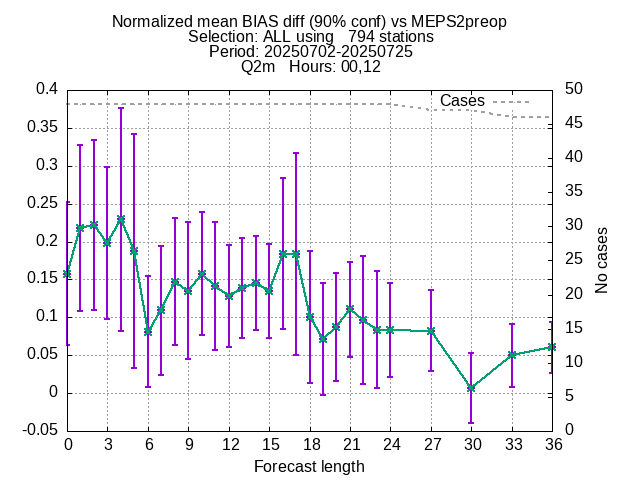 Normalized mean BIAS diff (90% conf) vs MEPS2preop
Selection: ALL using   794 stations
Period: 20250702-20250725
Q2m   Hours: 00,12
Cases
0.4
0.35
0.3
0.25
0.2
0.15
0.1
0.05
0
-0.05
50
45
40
35
30
25
20
15
10
5
0
No cases
0 3 6 9 12 15 18 21 24 27 30 33 36
Forecast length